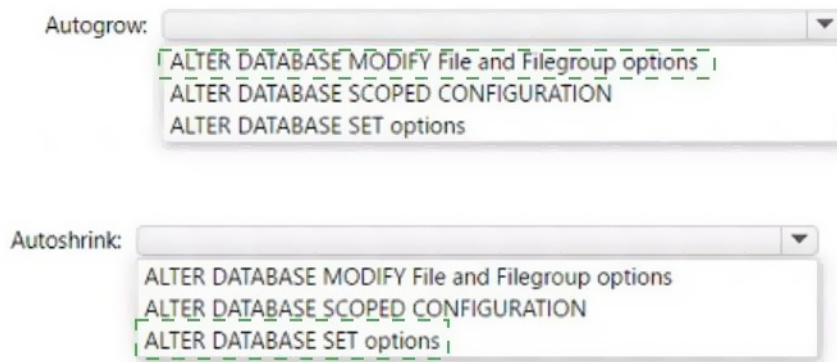 Autogrow:
ALTER DATABASE MODIFY File and Filegroup options
ALTER DATABASE SCOPED CONFIGURATION
ALTER DATABASE SET options
Autoshrink:
ALTER DATABASE MODIFY File and Filegroup options
ALTER DATABASE SCOPED CONFIGURATION
ALTER DATABASE SET options